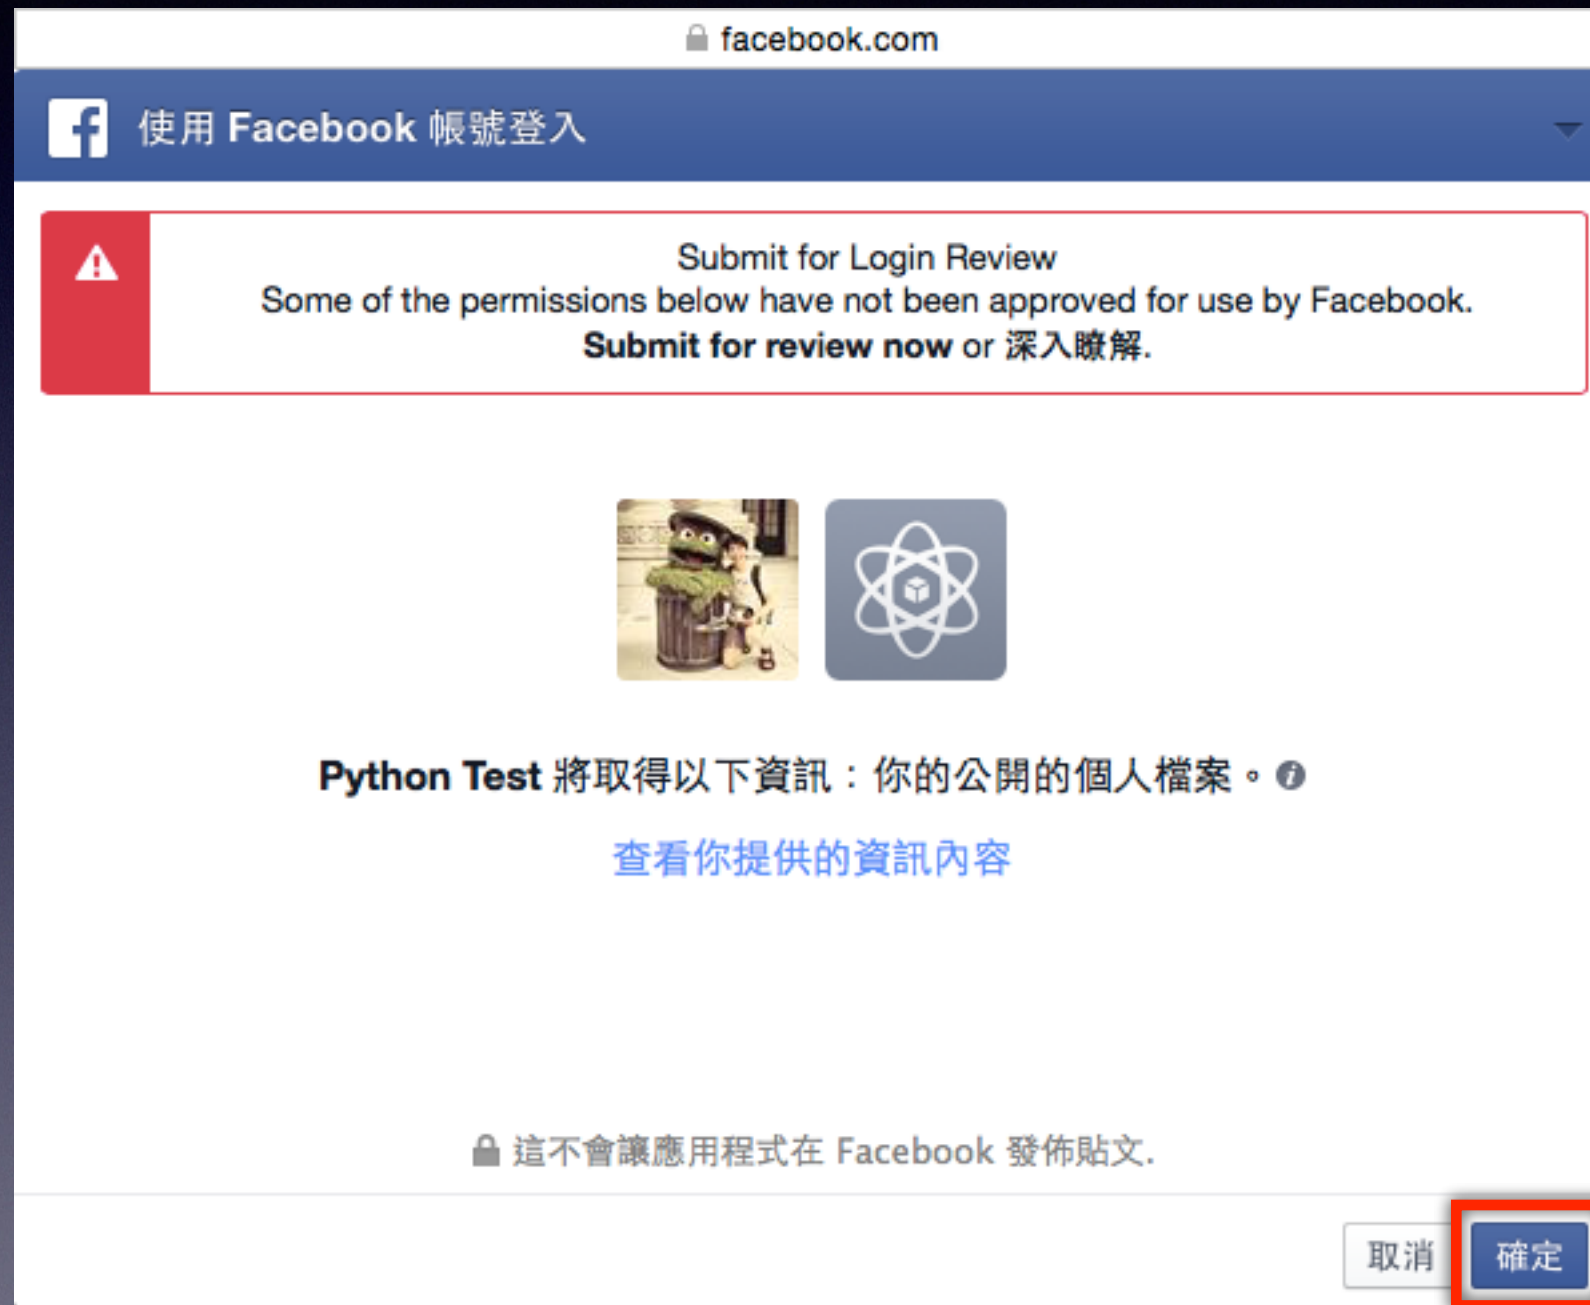 facebook.com
使用 Facebook 帳號登入
Submit for Login Review
Some of the permissions below have not been approved for use by Facebook.
Submit for review now or 深入瞭解.
Python Test 將取得以下資訊：你的公開的個人檔案。
查看你提供的資訊內容
這不會讓應用程式在 Facebook 發佈貼文.
取消
確定